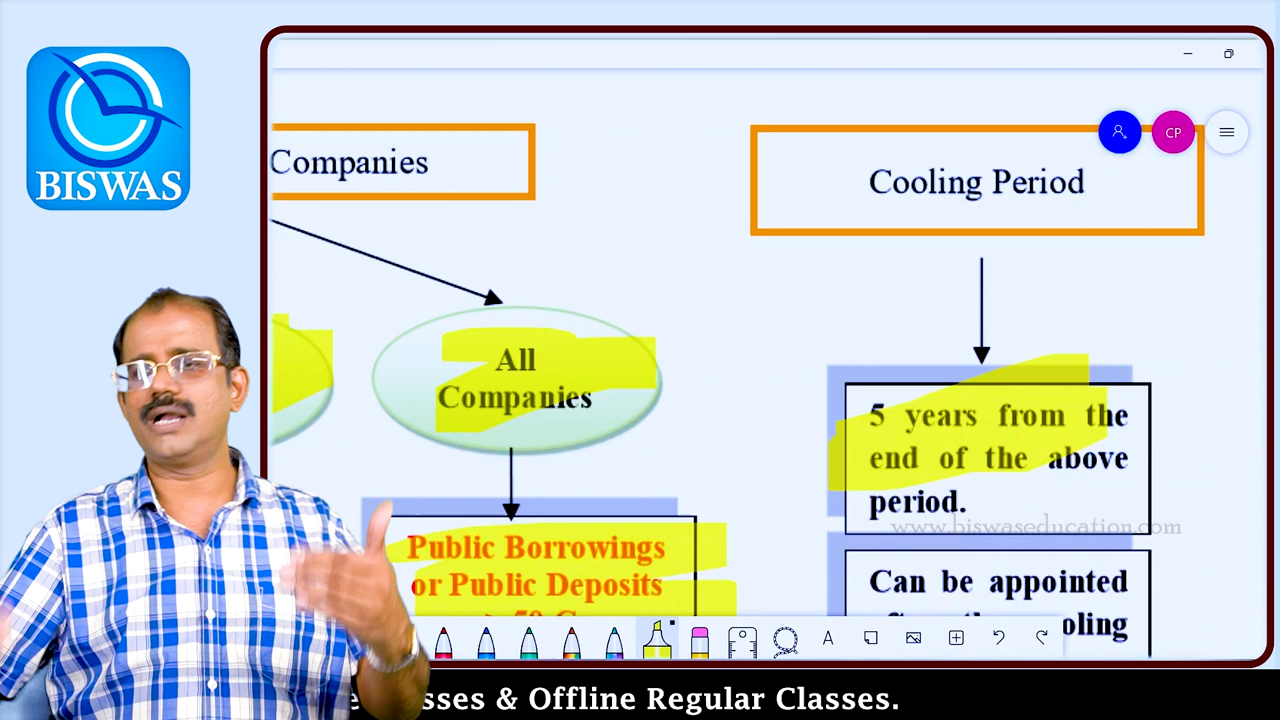 BISWAS
Companies
CP
Cooling Period
All
Companies
5 years from the
end of the above
period.
www.biswaseducation.com
Public Borrowings
or Public Deposits
Can be appointed
A
sses & Offline Regular Classes.